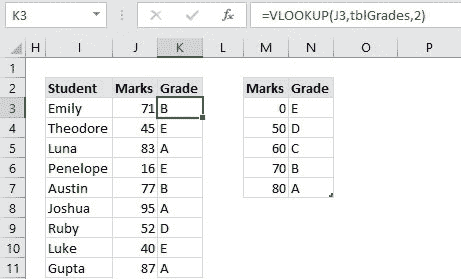 K3 fx =VLOOKUP(J3,tblGrades,2)
H I J K L M N O P
1
2 Student Marks Grade Marks Grade
3 Emily 71 B 0 E
4 Theodore 45 E 50 D
5 Luna 83 A 60 C
6 Penelope 16 E 70 B
7 Austin 77 B 80 A
8 Joshua 95 A
9 Ruby 52 D
10 Luke 40 E
11 Gupta 87 A